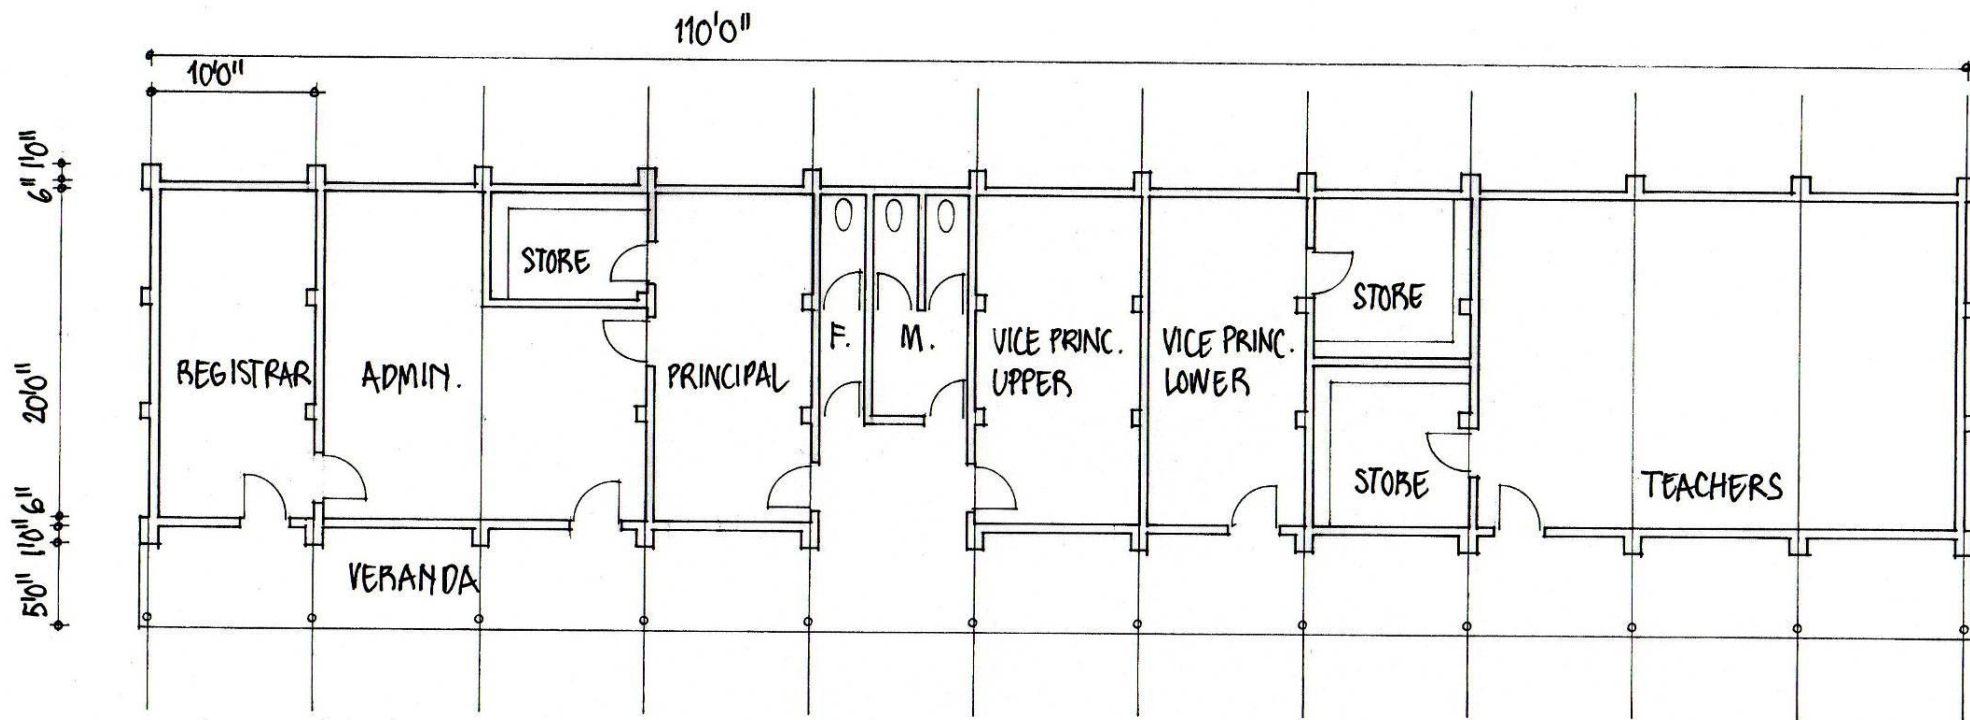 110'0"
10'0"
6" 1'0"
20'0"
6"
1'0"
5'0"
STORE
STORE
REGISTRAR
ADMIN.
PRINCIPAL
F.
M.
VICE PRINC.
UPPER
VICE PRINC.
LOWER
STORE
TEACHERS
VERANDA